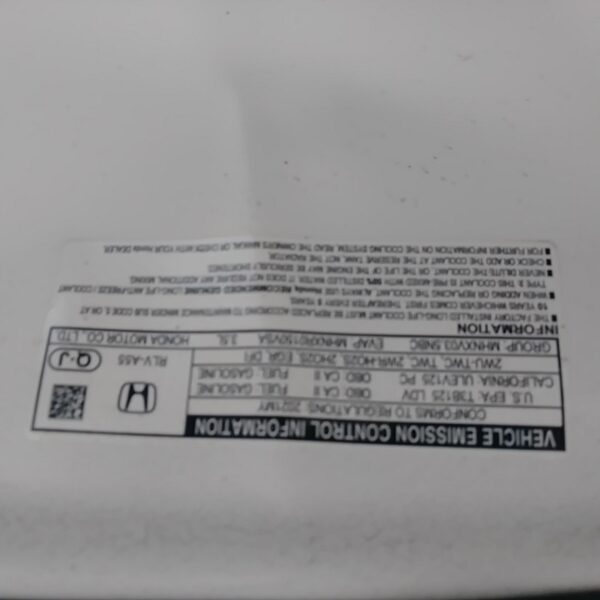 VEHICLE EMISSION CONTROL INFORMATION
CONFORMS TO REGULATIONS: 2021MY
U.S. EPA: T3B125 LDV OBD: CA II FUEL: GASOLINE
CALIFORNIA: ULEV125 PC OBD: CA II FUEL: GASOLINE
2WU-TWC, TWC, 2WR-HO2S, 2HO2S, EGR, DFI
GROUP: MHNXV03.5NBC EVAP: 3.5L
HONDA MOTOR CO., LTD.
RLV-A55
Q-J
INFORMATION
■ THE FACTORY INSTALLED LONG-LIFE COOLANT MUST BE REPLACED ACCORDING TO MAINTENANCE MINDER SUB CODE 5, OR AT
10 YEARS WHICHEVER COMES FIRST, THEREAFTER EVERY 5 YEARS.
■ WHEN ADDING OR REPLACING THE COOLANT, ALWAYS USE Honda RECOMMENDED GENUINE LONG-LIFE ANTI-FREEZE / COOLANT
TYPE 2. THIS COOLANT IS PRE-MIXED WITH 50% DISTILLED WATER. IT DOES NOT REQUIRE ANY ADDITIONAL MIXING.
■ NEVER DILUTE THE COOLANT OR THE LIFE OF THE ENGINE MAY BE SERIOUSLY SHORTENED.
■ CHECK OR ADD THE COOLANT AT THE RESERVE TANK, NOT THE RADIATOR.
■ FOR FURTHER INFORMATION ON THE COOLING SYSTEM, READ THE OWNER'S MANUAL OR CHECK WITH YOUR Honda DEALER.